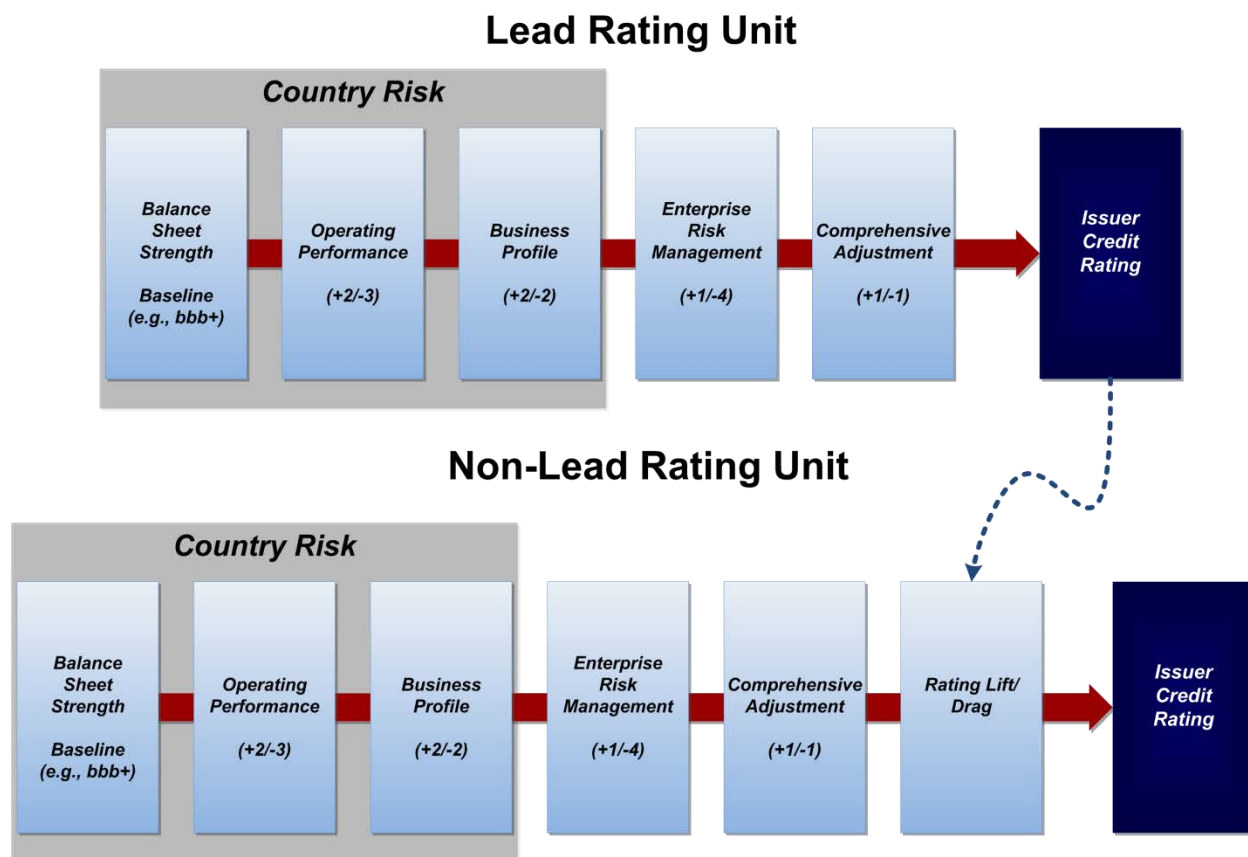 Lead Rating Unit
Country Risk
Balance
Sheet
Strength
Baseline
(e.g., bbb+)
Operating
Performance
(+2/-3)
Business
Profile
(+2/-2)
Enterprise
Risk
Management
(+1/-4)
Comprehensive
Adjustment
(+1/-1)
Issuer
Credit
Rating
Non-Lead Rating Unit
Country Risk
Balance
Sheet
Strength
Baseline
(e.g., bbb+)
Operating
Performance
(+2/-3)
Business
Profile
(+2/-2)
Enterprise
Risk
Management
(+1/-4)
Comprehensive
Adjustment
(+1/-1)
Rating Lift/
Drag
Issuer
Credit
Rating